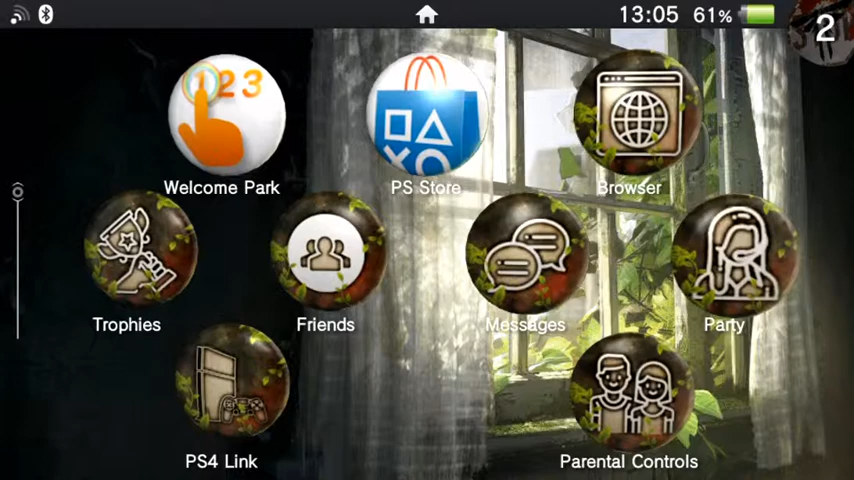 13:05 61%
2
123
Welcome Park
PS Store
Browser
Trophies
Friends
Messages
Party
PS4 Link
Parental Controls